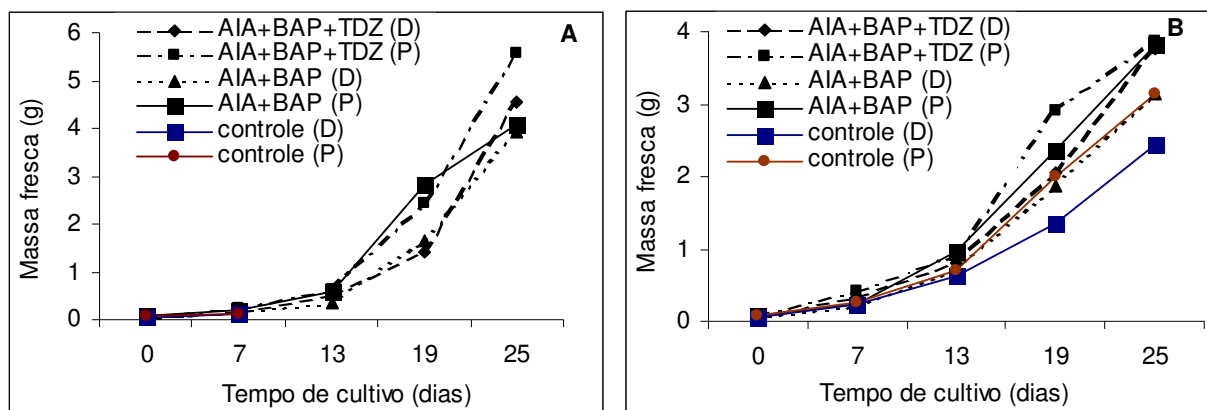 A
AIA+BAP+TDZ (D)
AIA+BAP+TDZ (P)
AIA+BAP (D)
AIA+BAP (P)
controle (D)
controle (P)
Massa fresca (g)
6
5
4
3
2
1
0
0 7 13 19 25
Tempo de cultivo (dias)
B
AIA+BAP+TDZ (D)
AIA+BAP+TDZ (P)
AIA+BAP (D)
AIA+BAP (P)
controle (D)
controle (P)
Massa fresca (g)
4
3
2
1
0
0 7 13 19 25
Tempo de cultivo (dias)